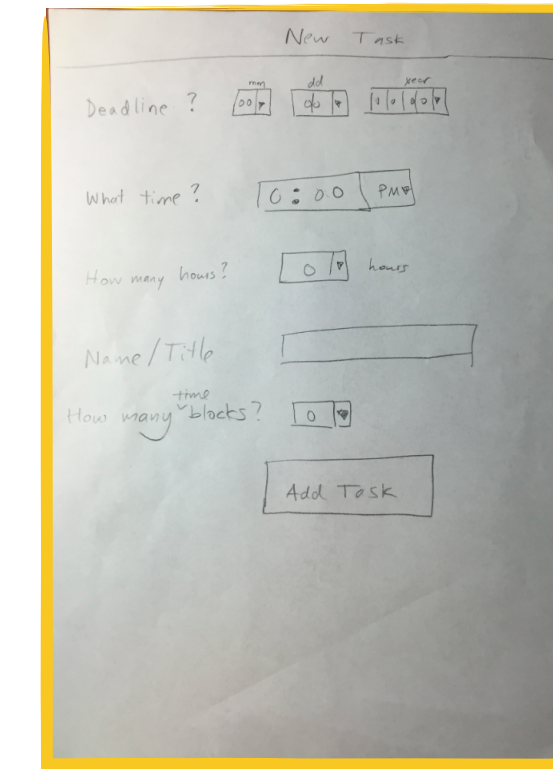 New Task
mm dd year
Deadline ? 00 00 0000
What time ? 0 : 00 PM
How many hours ? 0 hours
Name / Title
How many time blocks ? 0
Add Task